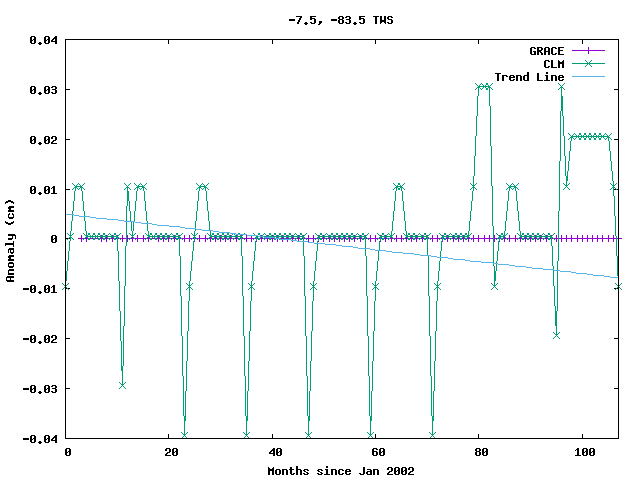 -7.5, -83.5 TWS
0.04
0.03
0.02
0.01
0
-0.01
-0.02
-0.03
-0.04
Anomaly (cm)
GRACE
CLM
Trend Line
0 20 40 60 80 100
Months since Jan 2002